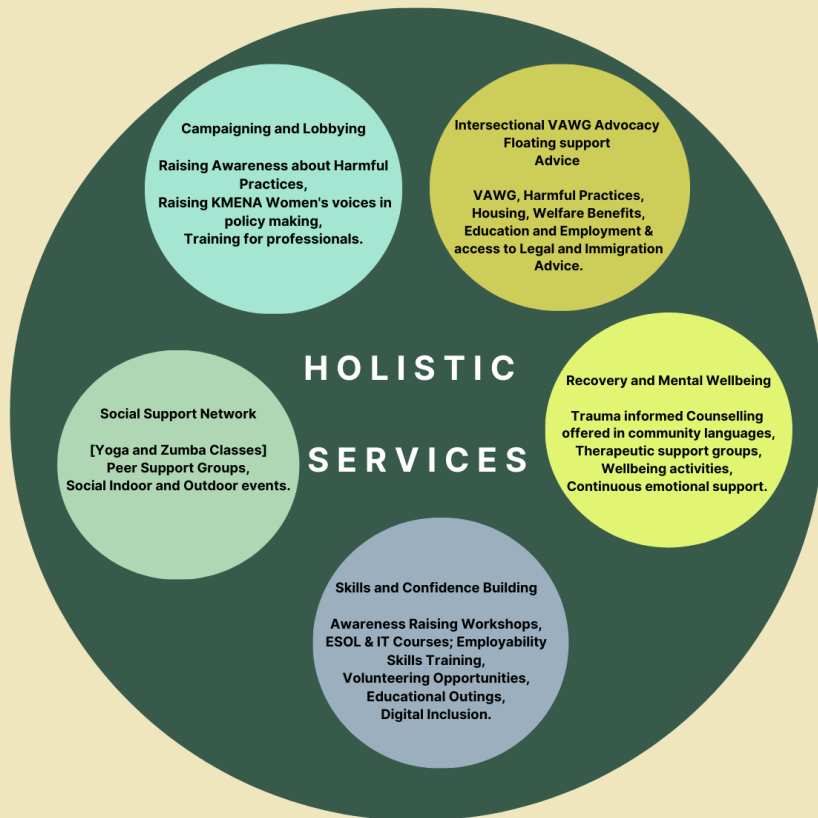 Campaigning and Lobbying
Raising Awareness about Harmful
Practices,
Raising KMENA Women's voices in
policy making,
Training for professionals.
Intersectional VAWG Advocacy
Floating support
Advice
VAWG, Harmful Practices,
Housing, Welfare Benefits,
Education and Employment &
access to Legal and Immigration
Advice.
HOLISTIC
SERVICES
Social Support Network
[Yoga and Zumba Classes]
Peer Support Groups,
Social Indoor and Outdoor events.
Recovery and Mental Wellbeing
Trauma informed Counselling
offered in community languages,
Therapeutic support groups,
Wellbeing activities,
Continuous emotional support.
Skills and Confidence Building
Awareness Raising Workshops,
ESOL & IT Courses; Employability
Skills Training,
Volunteering Opportunities,
Educational Outings,
Digital Inclusion.